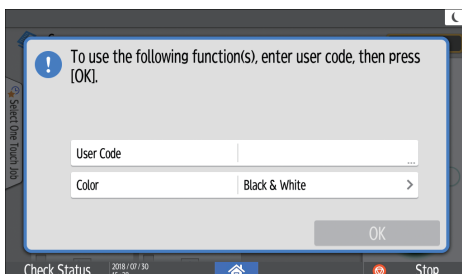 To use the following function(s), enter user code, then press
[OK].
Select One Touch Job
User Code
...
Color Black & White >
OK
Check Status 2018/07/30
Stop